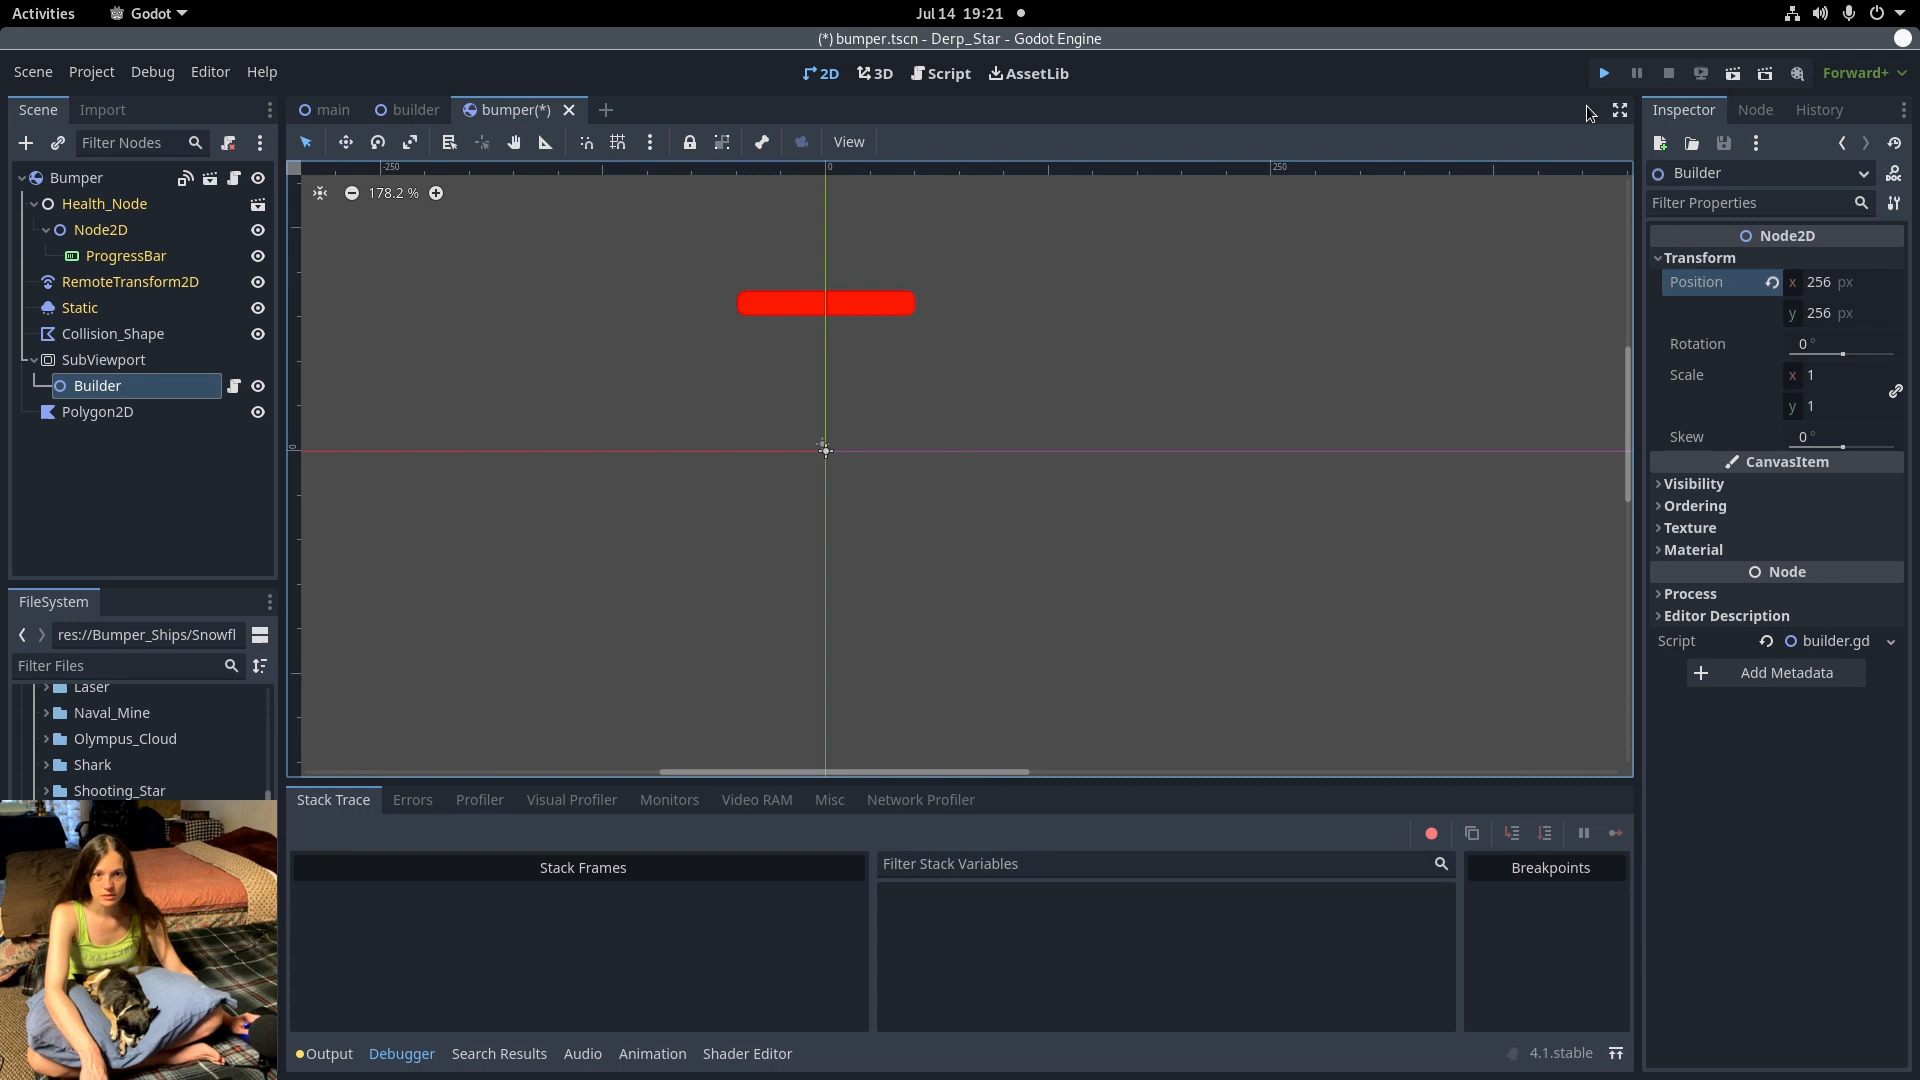 Activities
Godot
Jul 14 19:21
(*) bumper.tscn - Derp_Star - Godot Engine
Scene Project Debug Editor Help
2D 3D Script AssetLib
Forward+
Scene Import
main builder bumper(*)
Inspector Node History
Filter Nodes
View
Bumper
Health_Node
Node2D
ProgressBar
RemoteTransform2D
Static
Collision_Shape
SubViewport
Builder
Polygon2D
-250 0 250
178.2 %
0
Builder
Filter Properties
Node2D
Transform
Position x 256 px
y 256 px
Rotation 0 °
Scale x 1
y 1
Skew 0 °
CanvasItem
Visibility
Ordering
Texture
Material
Node
Process
Editor Description
Script builder.gd
Add Metadata
FileSystem
res://Bumper_Ships/Snowfl
Filter Files
Laser
Naval_Mine
Olympus_Cloud
Shark
Shooting_Star
Stack Trace Errors Profiler Visual Profiler Monitors Video RAM Misc Network Profiler
Stack Frames
Filter Stack Variables
Breakpoints
Output Debugger Search Results Audio Animation Shader Editor
4.1.stable